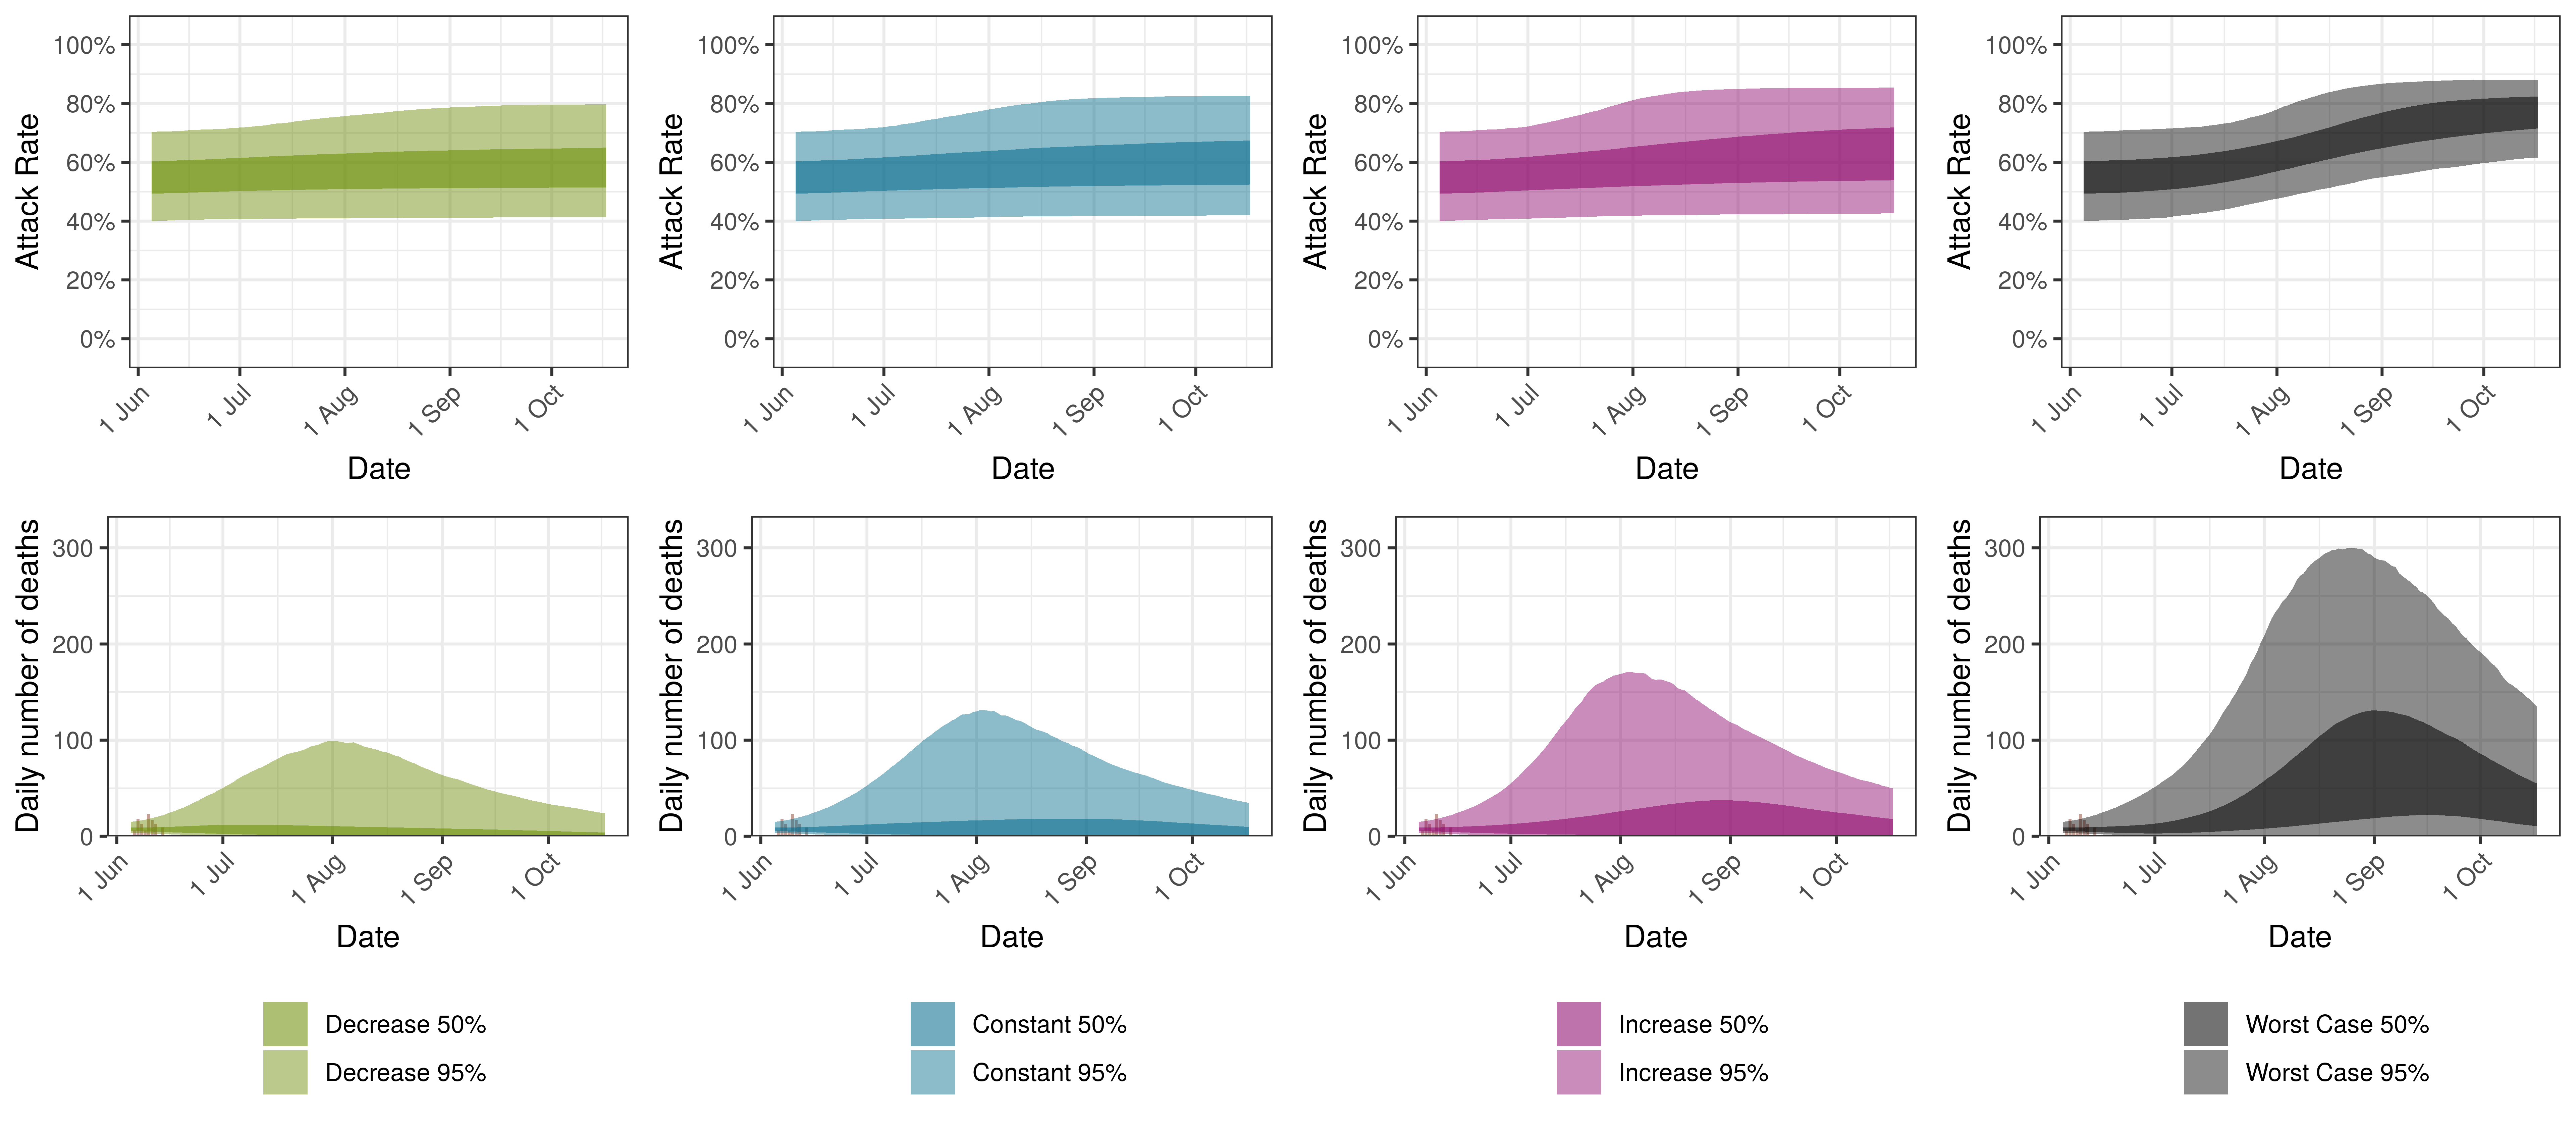 Attack Rate
100%
80%
60%
40%
20%
0%
1 Jun
1 Jul
1 Aug
1 Sep
1 Oct
Date
Attack Rate
100%
80%
60%
40%
20%
0%
1 Jun
1 Jul
1 Aug
1 Sep
1 Oct
Date
Attack Rate
100%
80%
60%
40%
20%
0%
1 Jun
1 Jul
1 Aug
1 Sep
1 Oct
Date
Attack Rate
100%
80%
60%
40%
20%
0%
1 Jun
1 Jul
1 Aug
1 Sep
1 Oct
Date
Daily number of deaths
300
200
100
0
1 Jun
1 Jul
1 Aug
1 Sep
1 Oct
Date
Daily number of deaths
300
200
100
0
1 Jun
1 Jul
1 Aug
1 Sep
1 Oct
Date
Daily number of deaths
300
200
100
0
1 Jun
1 Jul
1 Aug
1 Sep
1 Oct
Date
Daily number of deaths
300
200
100
0
1 Jun
1 Jul
1 Aug
1 Sep
1 Oct
Date
Decrease 50%
Decrease 95%
Constant 50%
Constant 95%
Increase 50%
Increase 95%
Worst Case 50%
Worst Case 95%